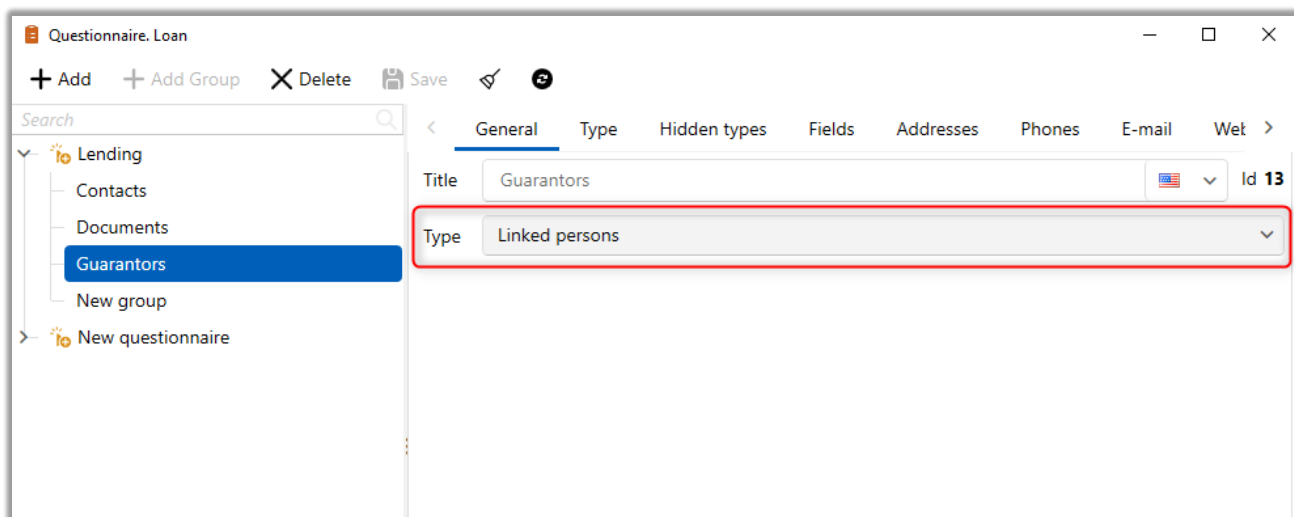 Questionnaire. Loan
Add Add Group Delete Save
Search
General Type Hidden types Fields Addresses Phones E-mail
Lending
Contacts
Documents
Guarantors
New group
New questionnaire
Title Guarantors Id 13
Type Linked persons